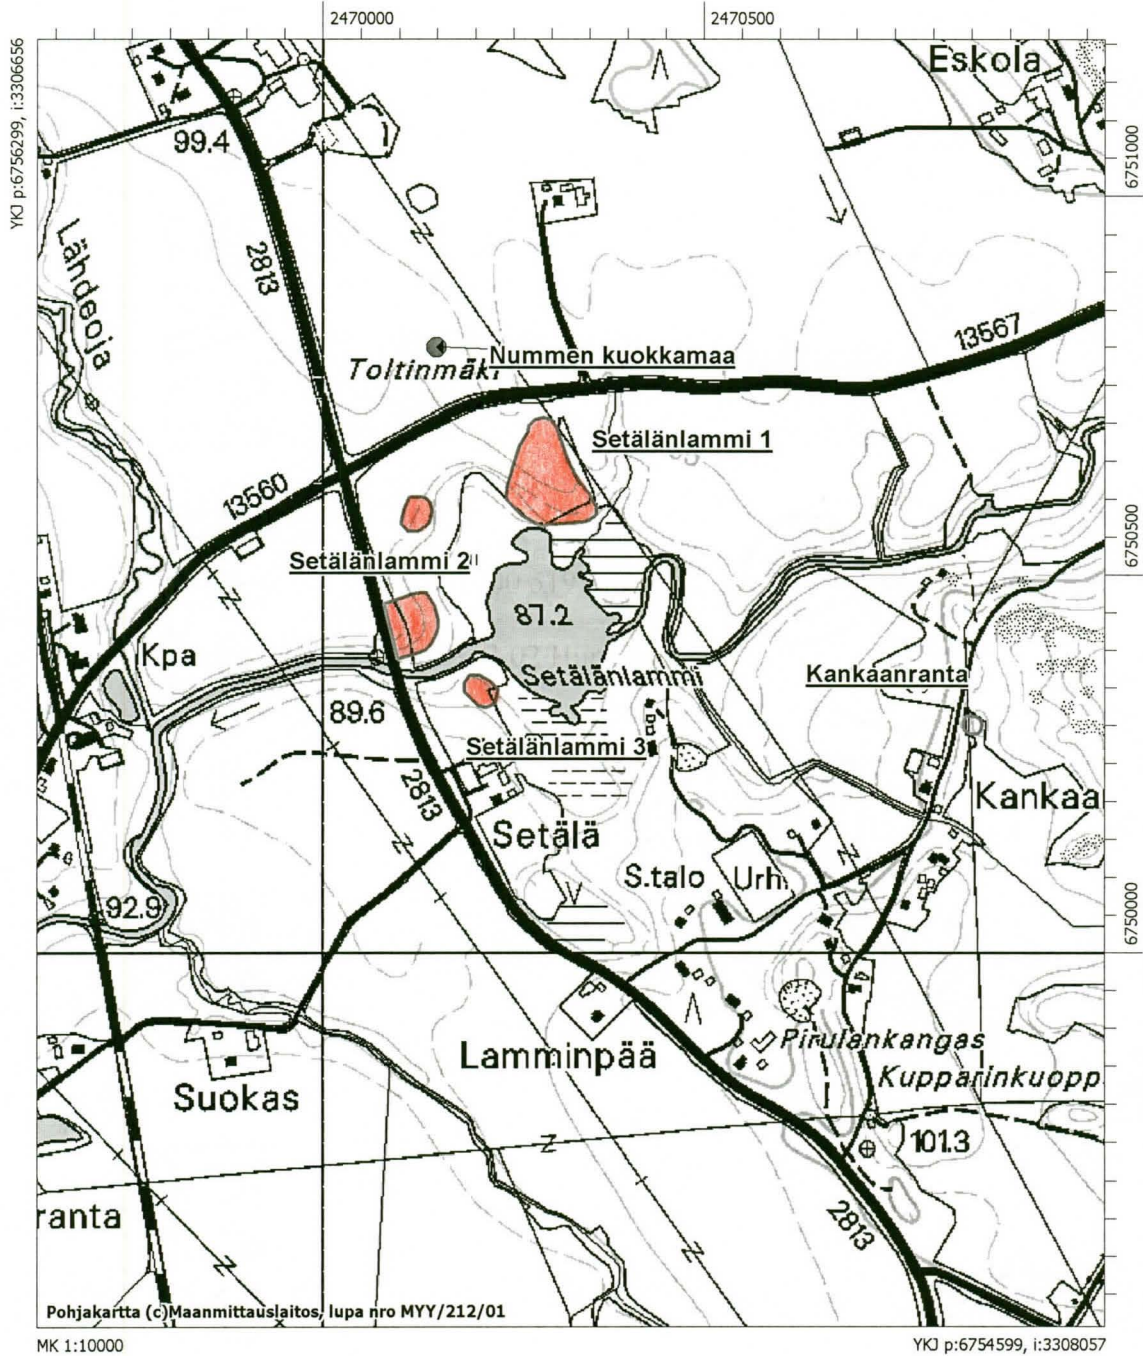 2470000
2470500
YKJ p:6756299, i:3306656
Eskola
99.4
6751000
Lähdeoja
2813
13567
Nummen kuokkamaa
Toltinmäki
Setälänlammi 1
13560
6750500
Setälänlammi 2
87.2
Kpa
Setälänlammi
Kankaanranta
89.6
Setälänlammi 3
2813
Kankaa
Setälä
S.talo
Urh.
92.9
6750000
Lamminpää
Pirulankangas
Kupparinkuopp
Suokas
101.3
ranta
2813
Pohjakartta (c)Maanmittauslaitos, lupa nro MYY/212/01
MK 1:10000
YKJ p:6754599, i:3308057